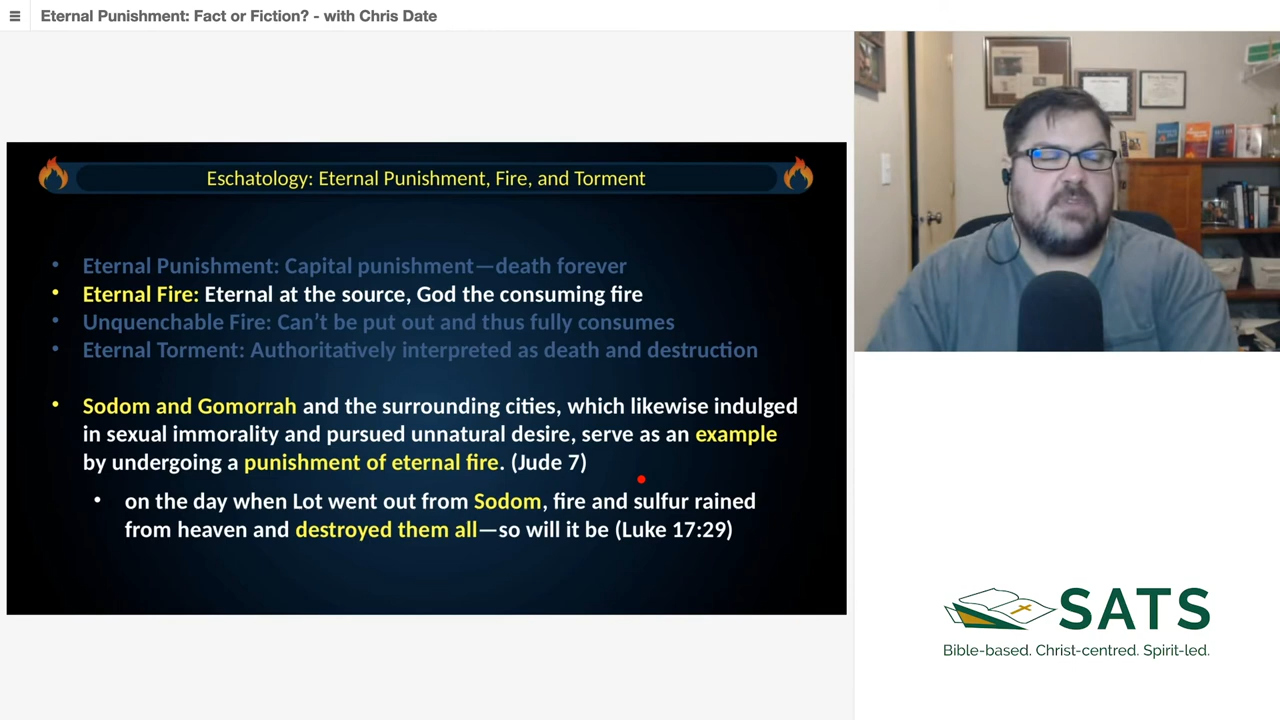 Eternal Punishment: Fact or Fiction? - with Chris Date
Eschatology: Eternal Punishment, Fire, and Torment
• Eternal Punishment: Capital punishment—death forever
• Eternal Fire: Eternal at the source, God the consuming fire
• Unquenchable Fire: Can’t be put out and thus fully consumes
• Eternal Torment: Authoritatively interpreted as death and destruction
• Sodom and Gomorrah and the surrounding cities, which likewise indulged
in sexual immorality and pursued unnatural desire, serve as an example
by undergoing a punishment of eternal fire. (Jude 7)
• on the day when Lot went out from Sodom, fire and sulfur rained
from heaven and destroyed them all—so will it be (Luke 17:29)
SATS
Bible-based. Christ-centred. Spirit-led.